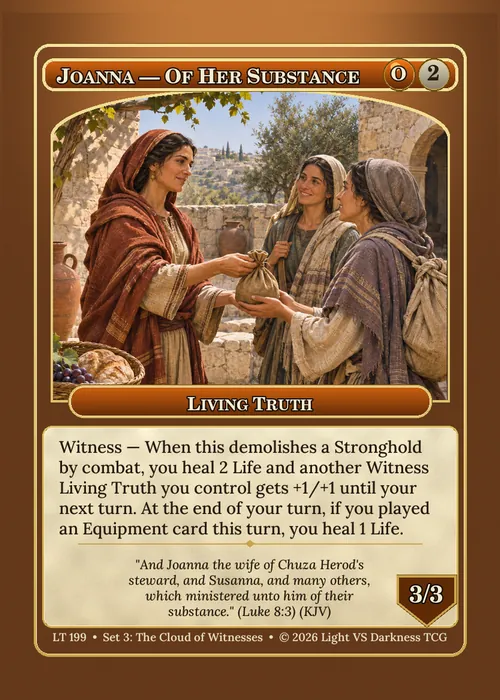 Joanna — Of Her Substance O 2
Living Truth
Witness — When this demolishes a Stronghold
by combat, you heal 2 Life and another Witness
Living Truth you control gets +1/+1 until your
next turn. At the end of your turn, if you played
an Equipment card this turn, you heal 1 Life.
"And Joanna the wife of Chuza Herod's
steward, and Susanna, and many others,
which ministered unto him of their
substance." (Luke 8:3) (KJV)
3/3
LT 199 • Set 3: The Cloud of Witnesses • © 2026 Light VS Darkness TCG